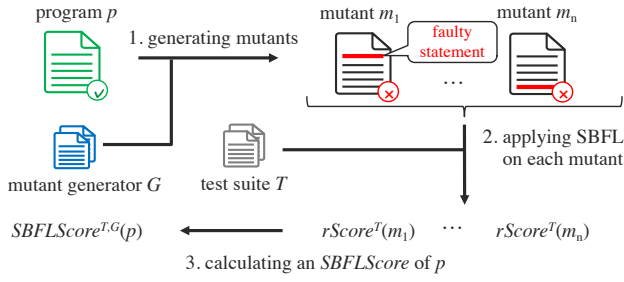 program p
mutant m1
mutant mn
1. generating mutants
faulty
statement
...
2. applying SBFL
on each mutant
mutant generator G
test suite T
SBFLScoreT,G(p)
rScoreT(m1)
...
rScoreT(mn)
3. calculating an SBFLScore of p